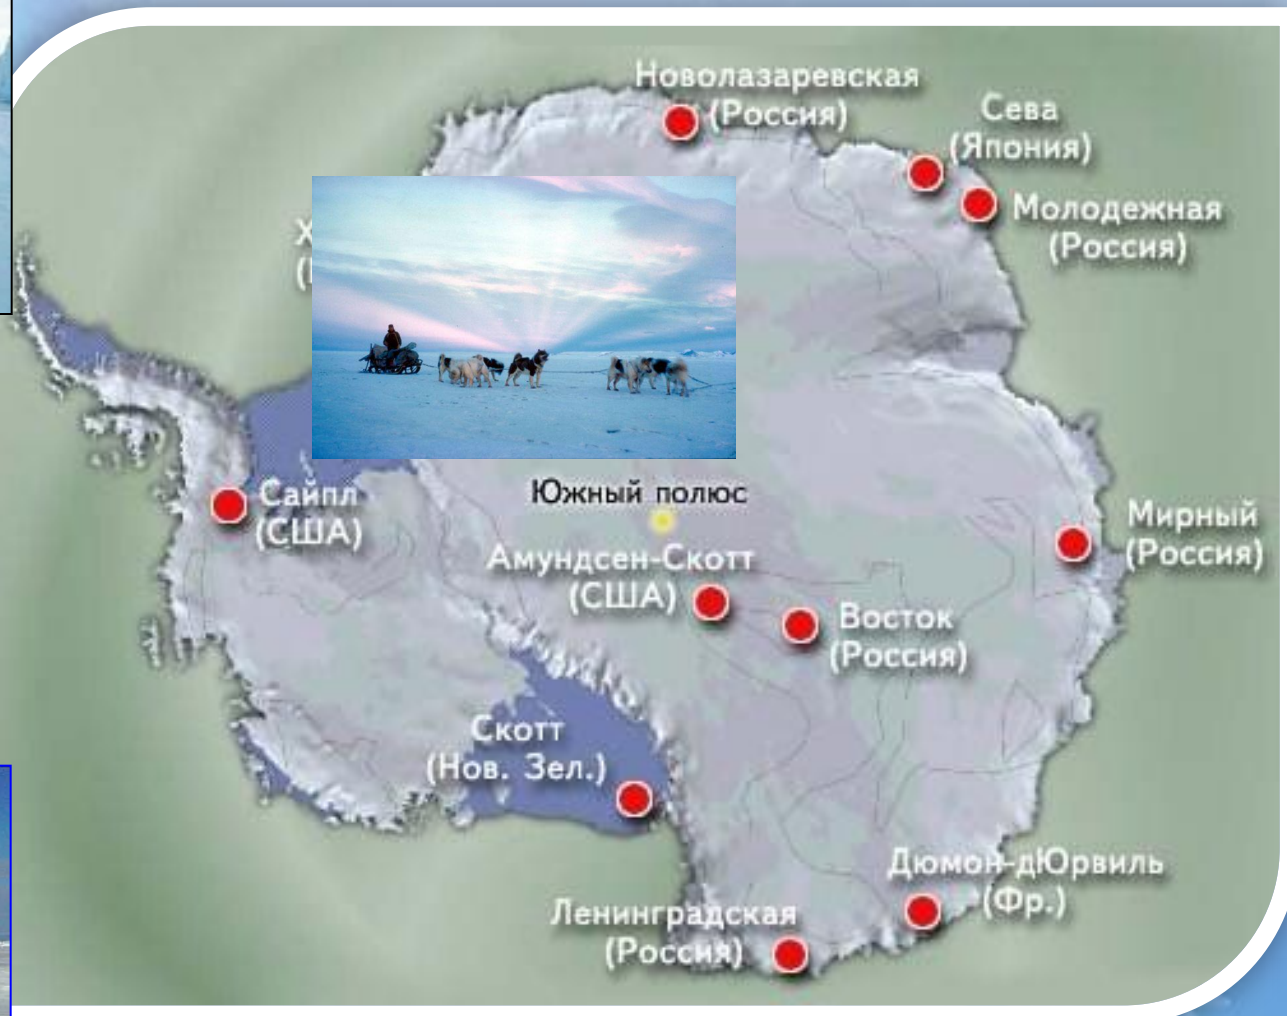 Новолазаревская
(Россия)
Сева
(Япония)
Молодежная
(Россия)
Х
(
Сайпл
(США)
Южный полюс
Амундсен-Скотт
(США)
Мирный
(Россия)
Восток
(Россия)
Скотт
(Нов. Зел.)
Дюмон-дЮрвиль
(Фр.)
Ленинградская
(Россия)